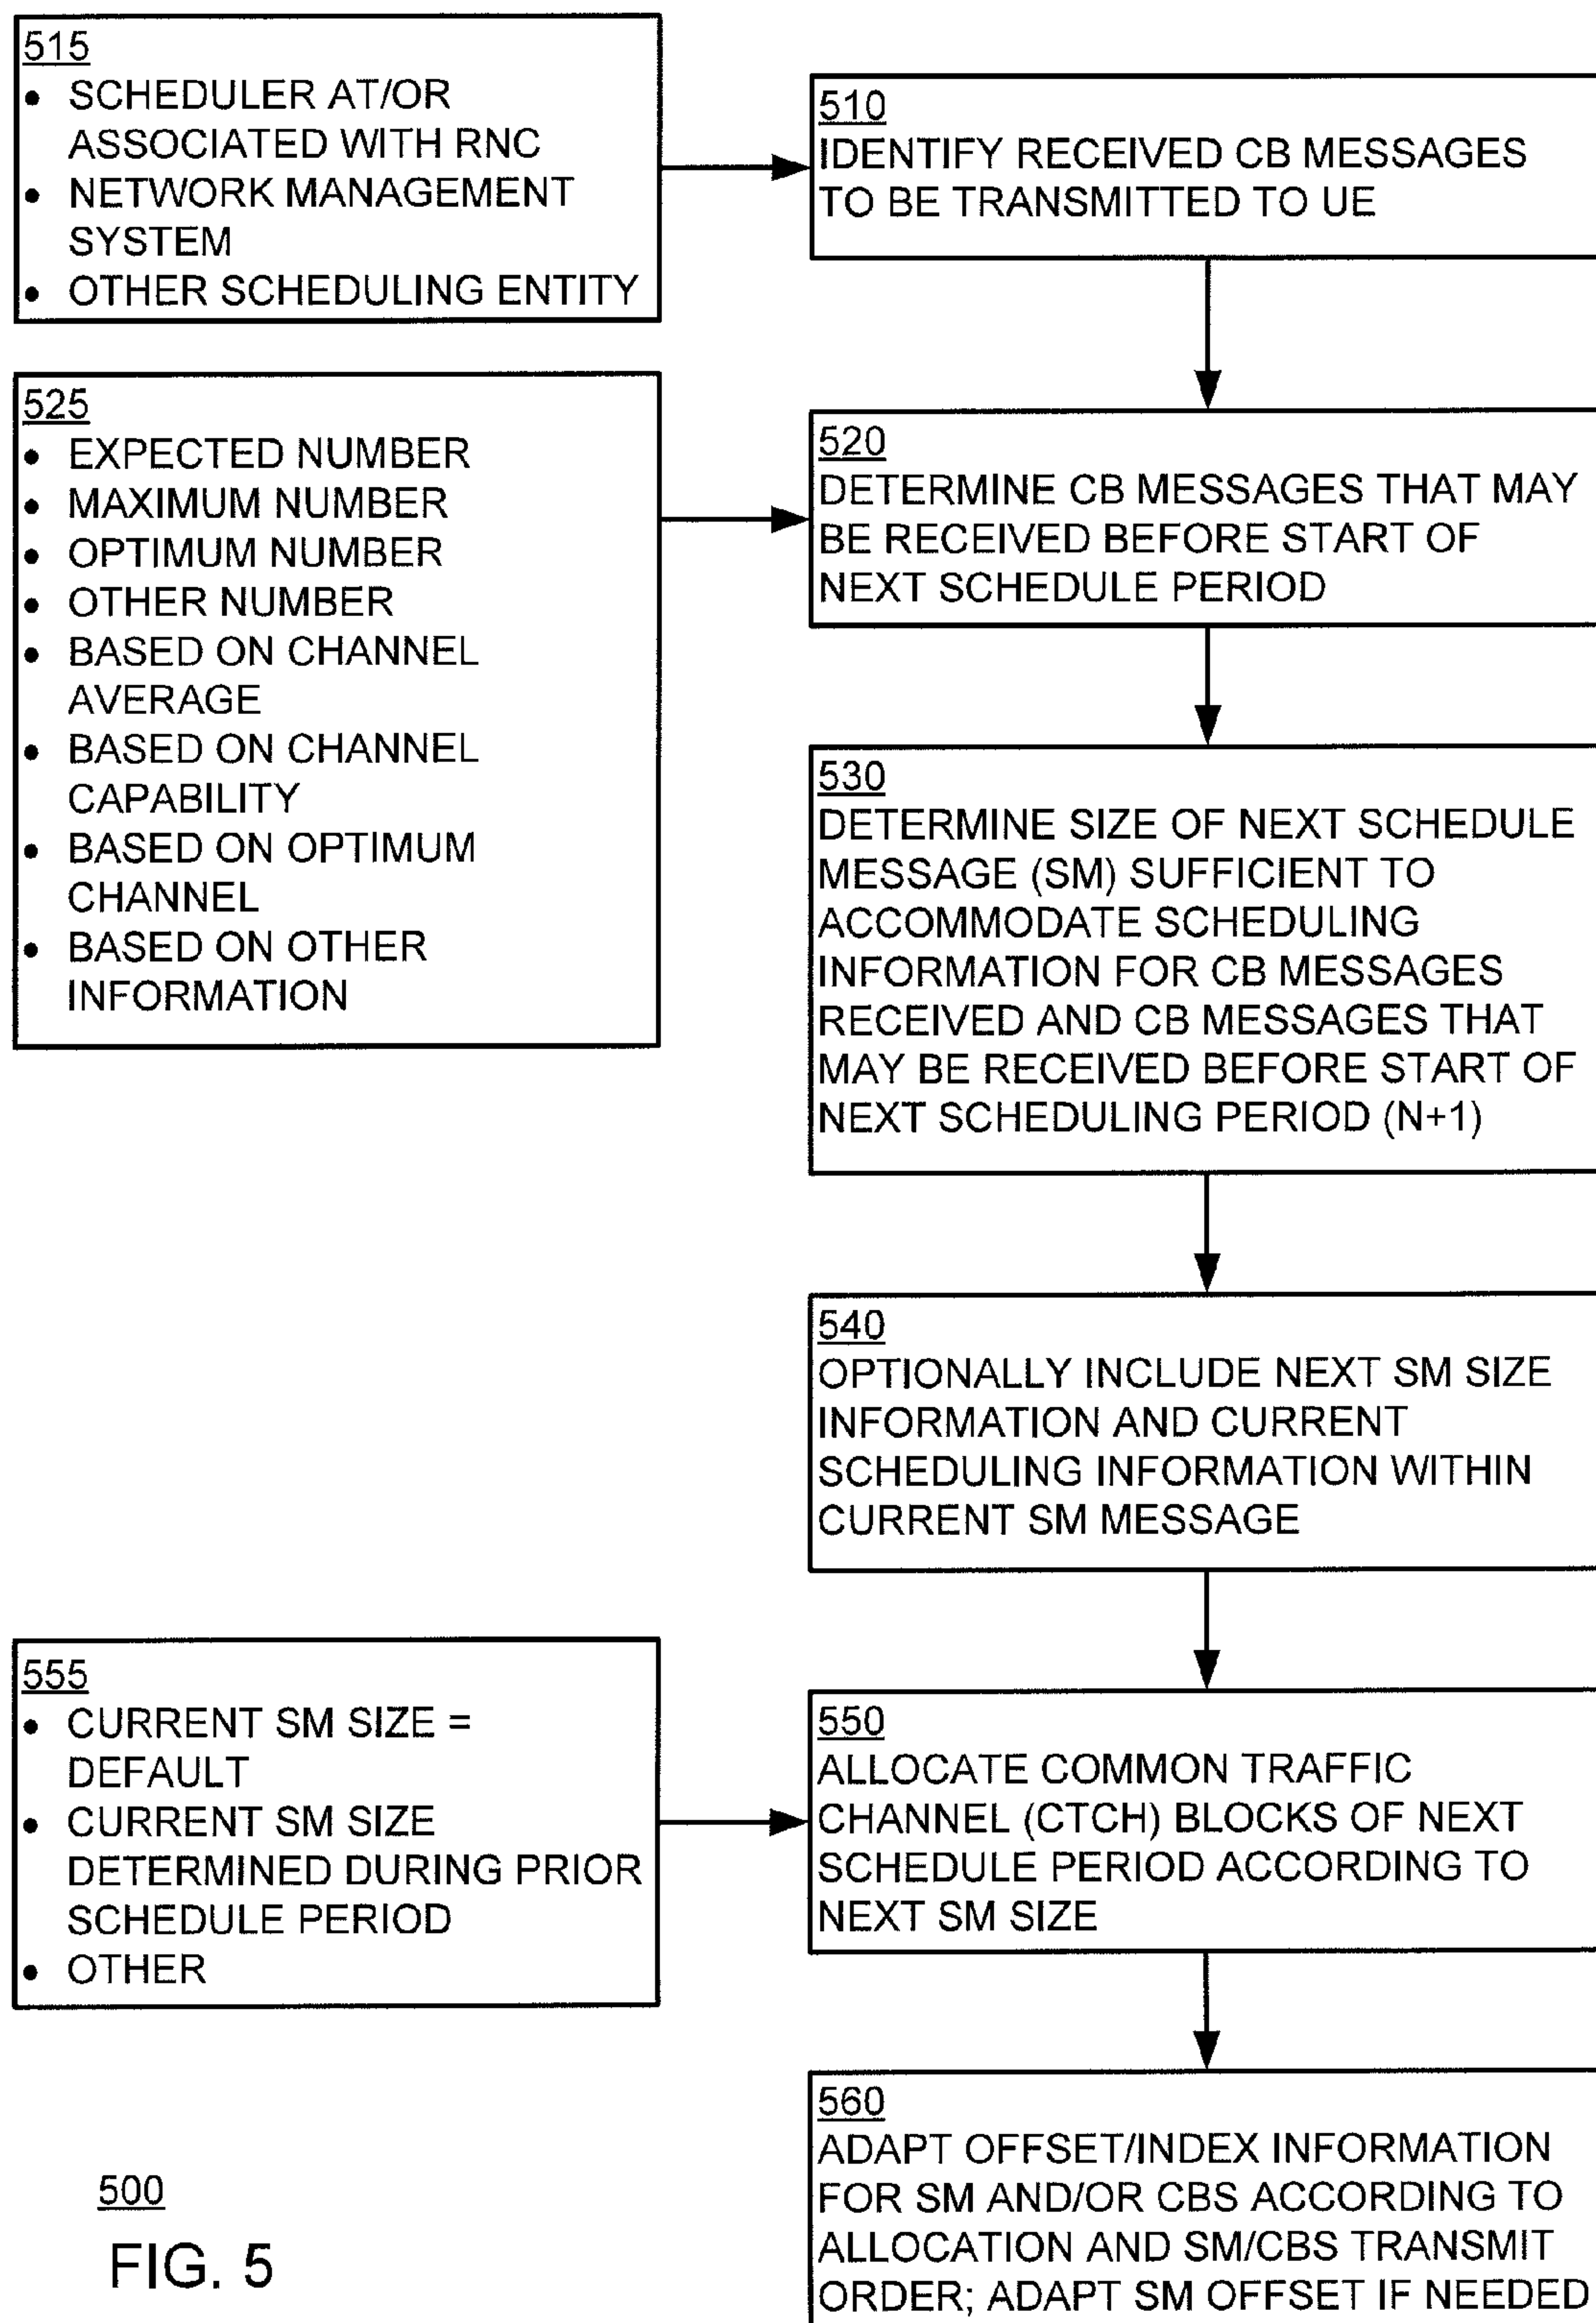 515
• SCHEDULER AT/OR
ASSOCIATED WITH RNC
• NETWORK MANAGEMENT
SYSTEM
• OTHER SCHEDULING ENTITY
510
IDENTIFY RECEIVED CB MESSAGES
TO BE TRANSMITTED TO UE
525
• EXPECTED NUMBER
• MAXIMUM NUMBER
• OPTIMUM NUMBER
• OTHER NUMBER
• BASED ON CHANNEL
AVERAGE
• BASED ON CHANNEL
CAPABILITY
• BASED ON OPTIMUM
CHANNEL
• BASED ON OTHER
INFORMATION
520
DETERMINE CB MESSAGES THAT MAY
BE RECEIVED BEFORE START OF
NEXT SCHEDULE PERIOD
530
DETERMINE SIZE OF NEXT SCHEDULE
MESSAGE (SM) SUFFICIENT TO
ACCOMMODATE SCHEDULING
INFORMATION FOR CB MESSAGES
RECEIVED AND CB MESSAGES THAT
MAY BE RECEIVED BEFORE START OF
NEXT SCHEDULING PERIOD (N+1)
540
OPTIONALLY INCLUDE NEXT SM SIZE
INFORMATION AND CURRENT
SCHEDULING INFORMATION WITHIN
CURRENT SM MESSAGE
555
• CURRENT SM SIZE =
DEFAULT
• CURRENT SM SIZE
DETERMINED DURING PRIOR
SCHEDULE PERIOD
• OTHER
550
ALLOCATE COMMON TRAFFIC
CHANNEL (CTCH) BLOCKS OF NEXT
SCHEDULE PERIOD ACCORDING TO
NEXT SM SIZE
560
ADAPT OFFSET/INDEX INFORMATION
FOR SM AND/OR CBS ACCORDING TO
ALLOCATION AND SM/CBS TRANSMIT
ORDER; ADAPT SM OFFSET IF NEEDED
500
FIG. 5